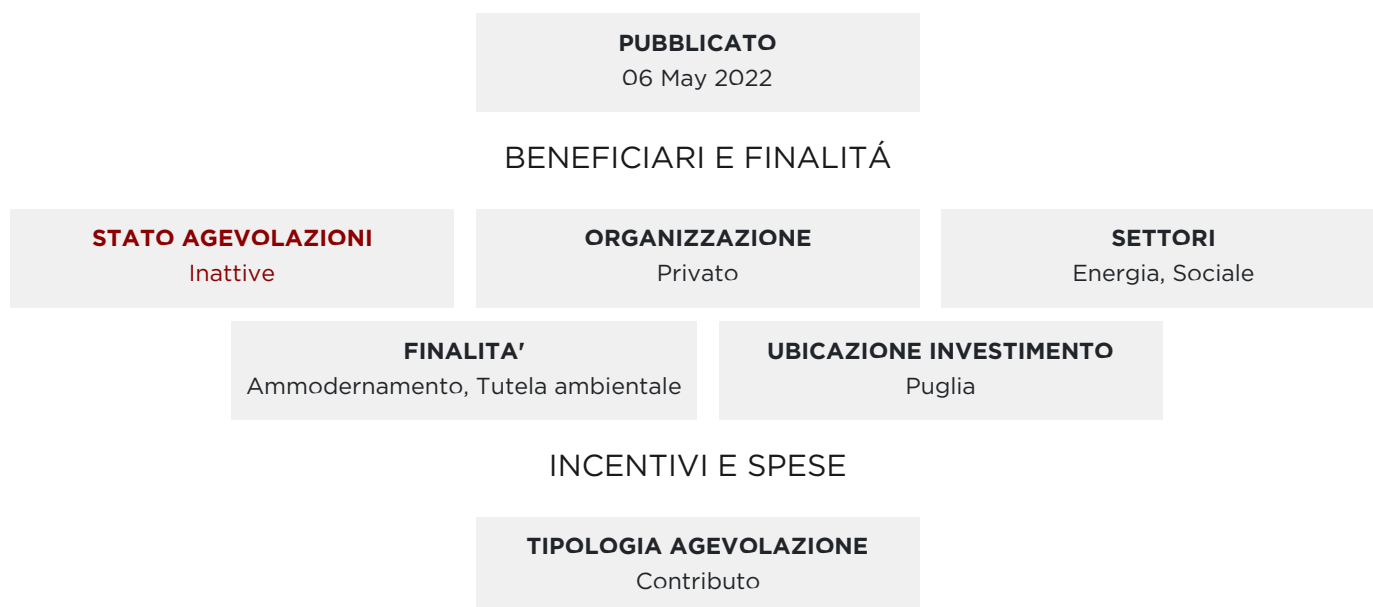 PUBBLICATO
06 May 2022
BENEFICIARI E FINALITÁ
STATO AGEVOLAZIONI
Inattive
ORGANIZZAZIONE
Privato
SETTORI
Energia, Sociale
FINALITA'
Ammodernamento, Tutela ambientale
UBICAZIONE INVESTIMENTO
Puglia
INCENTIVI E SPESE
TIPOLOGIA AGEVOLAZIONE
Contributo